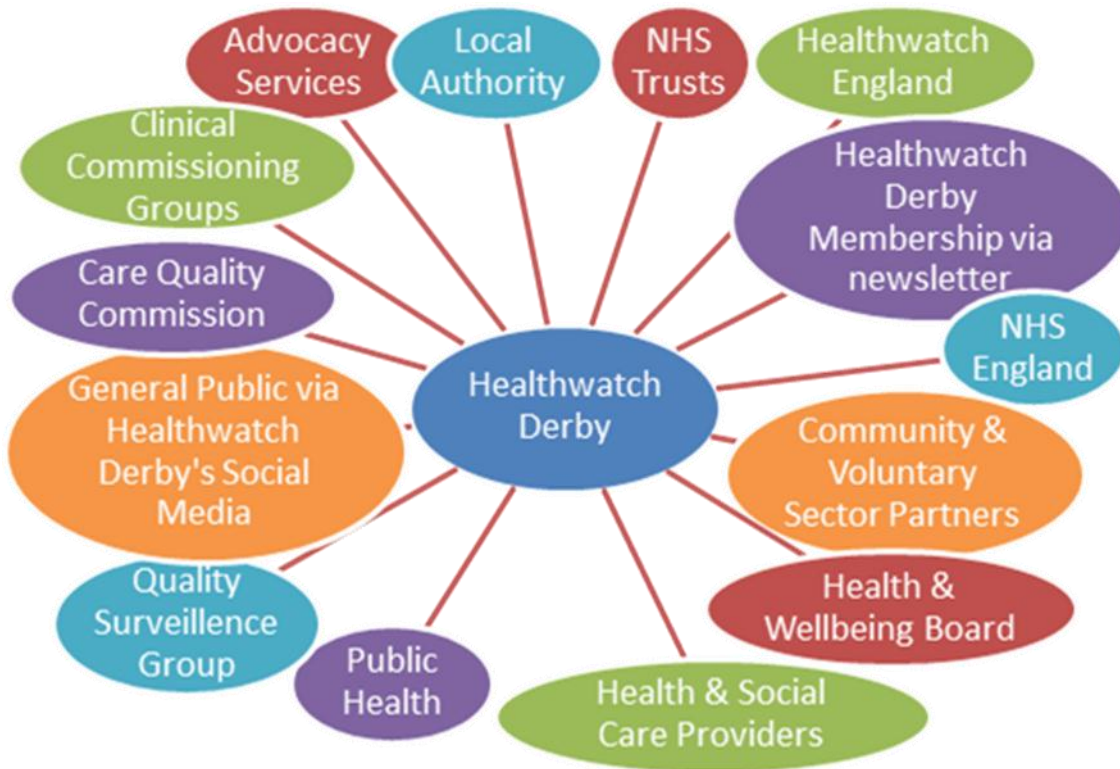 Advocacy
Services
Local
Authority
NHS
Trusts
Healthwatch
England
Clinical
Commissioning
Groups
Healthwatch
Derby
Membership via
newsletter
Care Quality
Commission
NHS
England
Healthwatch
Derby
General Public via
Healthwatch
Derby's Social
Media
Community &
Voluntary
Sector Partners
Quality
Surveillence
Group
Health &
Wellbeing Board
Public
Health
Health & Social
Care Providers